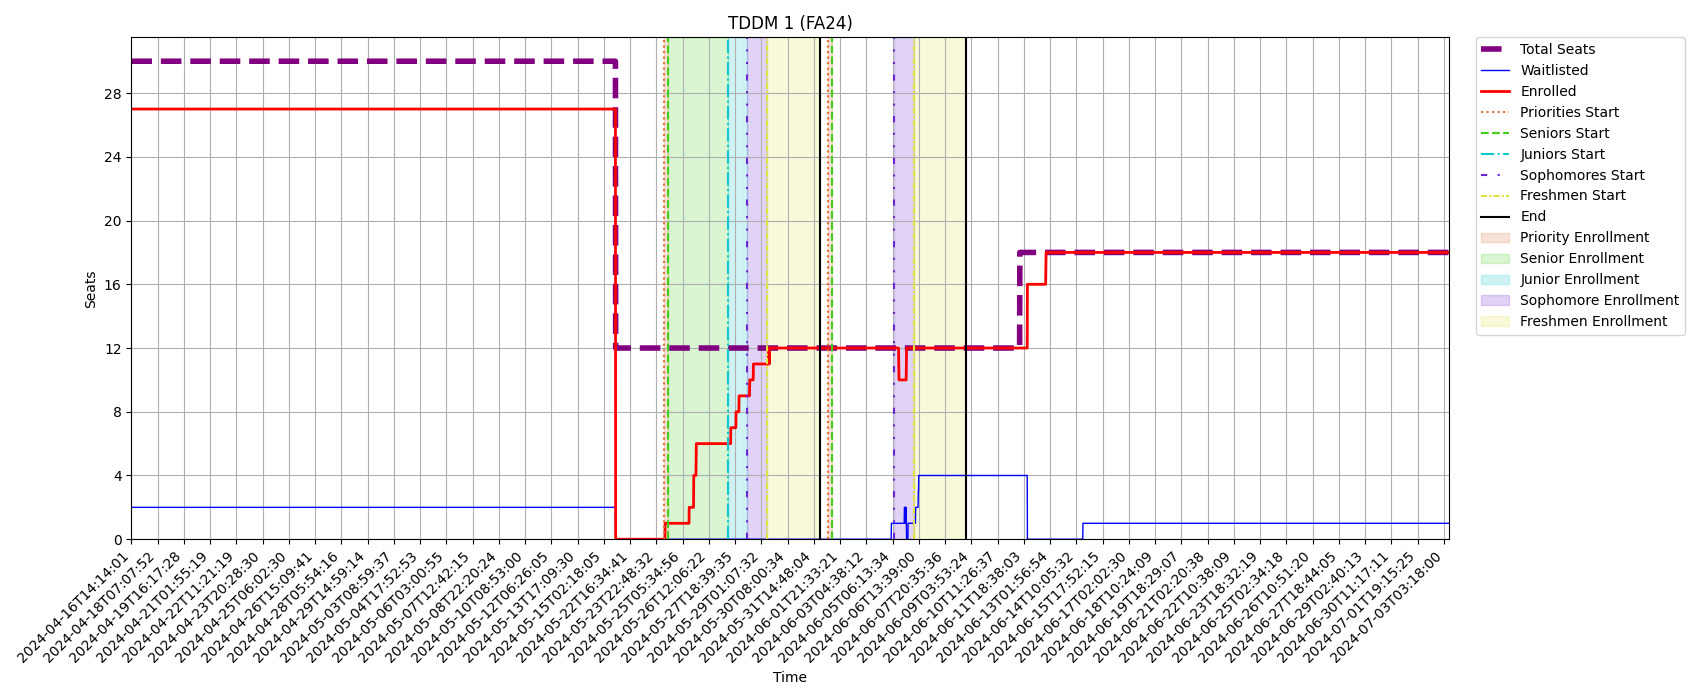 TDDM 1 (FA24)
Seats
28
24
20
16
12
8
4
0
2024-04-16T14:14:01
2024-04-18T07:07:52
2024-04-19T16:17:28
2024-04-21T01:55:19
2024-04-22T11:21:19
2024-04-23T20:28:30
2024-04-25T06:02:30
2024-04-26T15:09:41
2024-04-28T05:54:16
2024-04-29T14:59:14
2024-05-03T08:59:37
2024-05-04T17:52:53
2024-05-06T03:00:55
2024-05-07T12:42:15
2024-05-08T22:20:24
2024-05-10T08:53:00
2024-05-12T06:26:05
2024-05-13T17:09:30
2024-05-15T02:18:05
2024-05-22T16:34:41
2024-05-23T22:48:32
2024-05-25T05:34:56
2024-05-26T12:06:22
2024-05-27T18:39:35
2024-05-29T01:07:32
2024-05-30T08:00:34
2024-05-31T14:48:04
2024-06-01T21:33:21
2024-06-03T04:38:12
2024-06-05T06:13:34
2024-06-06T13:39:00
2024-06-07T20:35:36
2024-06-09T03:53:24
2024-06-10T11:26:37
2024-06-11T18:38:03
2024-06-13T01:56:54
2024-06-14T10:05:32
2024-06-15T17:52:15
2024-06-17T02:02:30
2024-06-18T10:24:09
2024-06-19T18:29:07
2024-06-21T02:20:38
2024-06-22T10:38:09
2024-06-23T18:32:19
2024-06-25T02:34:18
2024-06-26T10:51:20
2024-06-27T18:44:05
2024-06-29T02:40:13
2024-06-30T11:17:11
2024-07-01T19:15:25
2024-07-03T03:18:00
Time
Total Seats
Waitlisted
Enrolled
Priorities Start
Seniors Start
Juniors Start
Sophomores Start
Freshmen Start
End
Priority Enrollment
Senior Enrollment
Junior Enrollment
Sophomore Enrollment
Freshmen Enrollment